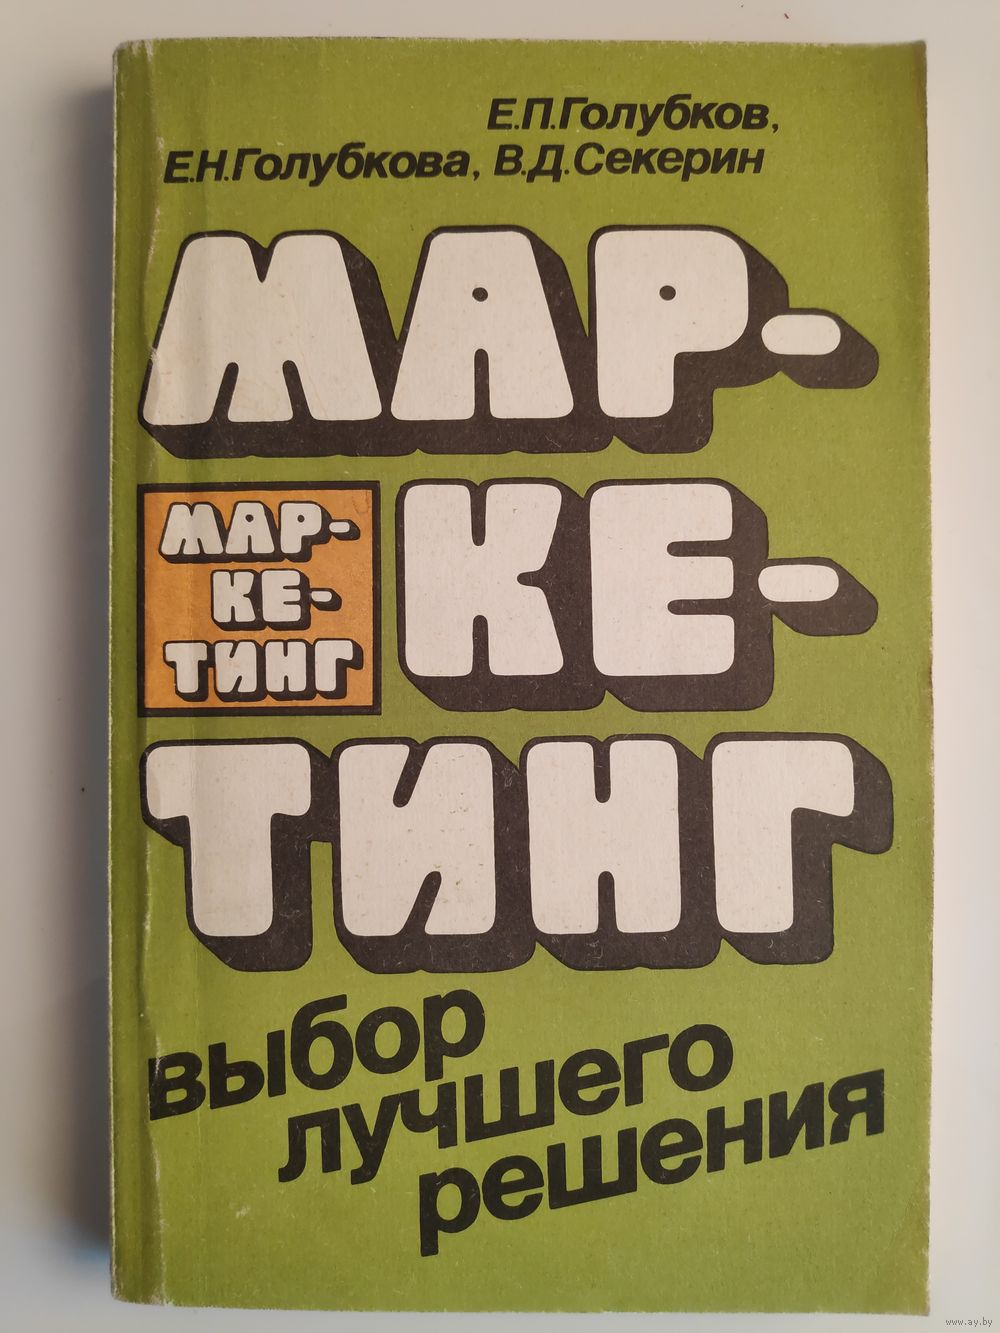 Е.П.Голубков,
Е.Н.Голубкова, В.Д.Секерин
МАР-
КЕ-
ТИНГ
МАР-
КЕ-
ТИНГ
выбор
лучшего
решения
www.ay.by